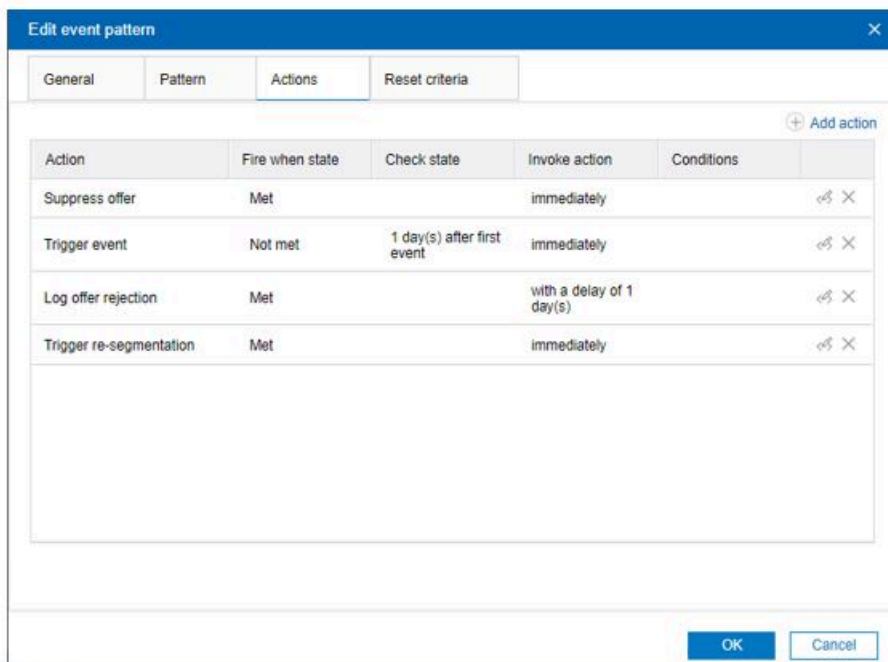 Edit event pattern
General Pattern Actions Reset criteria
Add action
Action Fire when state Check state Invoke action Conditions
Suppress offer Met immediately
Trigger event Not met 1 day(s) after first event immediately
Log offer rejection Met with a delay of 1 day(s)
Trigger re-segmentation Met immediately
OK Cancel